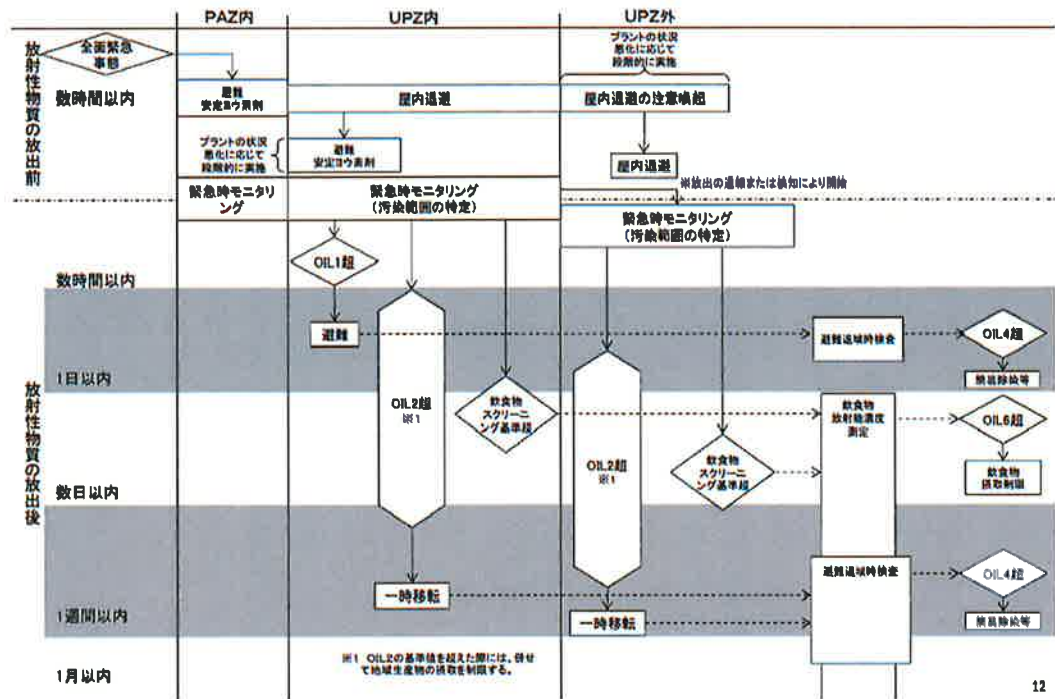 PAZ内
UPZ内
UPZ外
放射性物質の放出前
全面緊急
事態
プラントの状況
悪化に応じて
段階的に実施
数時間以内
避難
安定ヨウ素剤
屋内退避
屋内退避の注意喚起
プラントの状況
悪化に応じて
段階的に実施
避難
安定ヨウ素剤
屋内退避
※放出の通報または検知により開始
緊急時モニタリ
ング
緊急時モニタリング
(汚染範囲の特定)
緊急時モニタリング
(汚染範囲の特定)
放射性物質の放出後
数時間以内
OIL1超
避難
避難退域時検査
OIL4超
簡易除染等
1日以内
OIL2超
※1
飲食物
スクリーニ
ング基準超
飲食物
放射能濃度
測定
OIL6超
飲食物
摂取制限
OIL2超
※1
飲食物
スクリーニ
ング基準超
数日以内
避難退域時検査
OIL4超
簡易除染等
一時移転
一時移転
1週間以内
※1 OIL2の基準値を超えた際には、併せ
て地域生産物の摂取を制限する。
1月以内
12